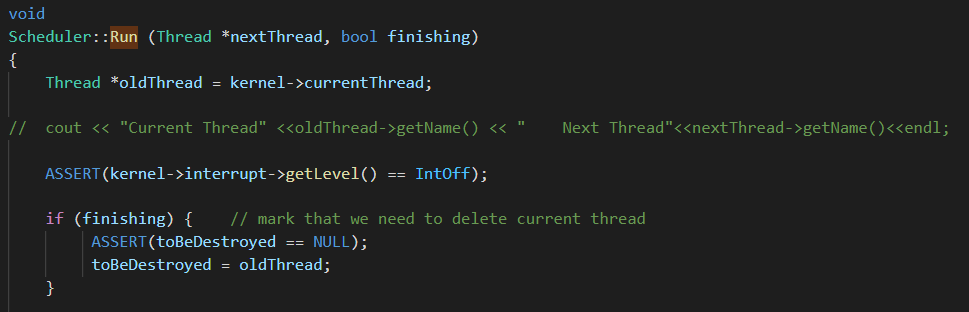 void
Scheduler::Run (Thread *nextThread, bool finishing)
{
    Thread *oldThread = kernel->currentThread;
//  cout << "Current Thread" <<oldThread->getName() << "    Next Thread"<<nextThread->getName()<<endl;
    ASSERT(kernel->interrupt->getLevel() == IntOff);
    if (finishing) {    // mark that we need to delete current thread
        ASSERT(toBeDestroyed == NULL);
        toBeDestroyed = oldThread;
    }